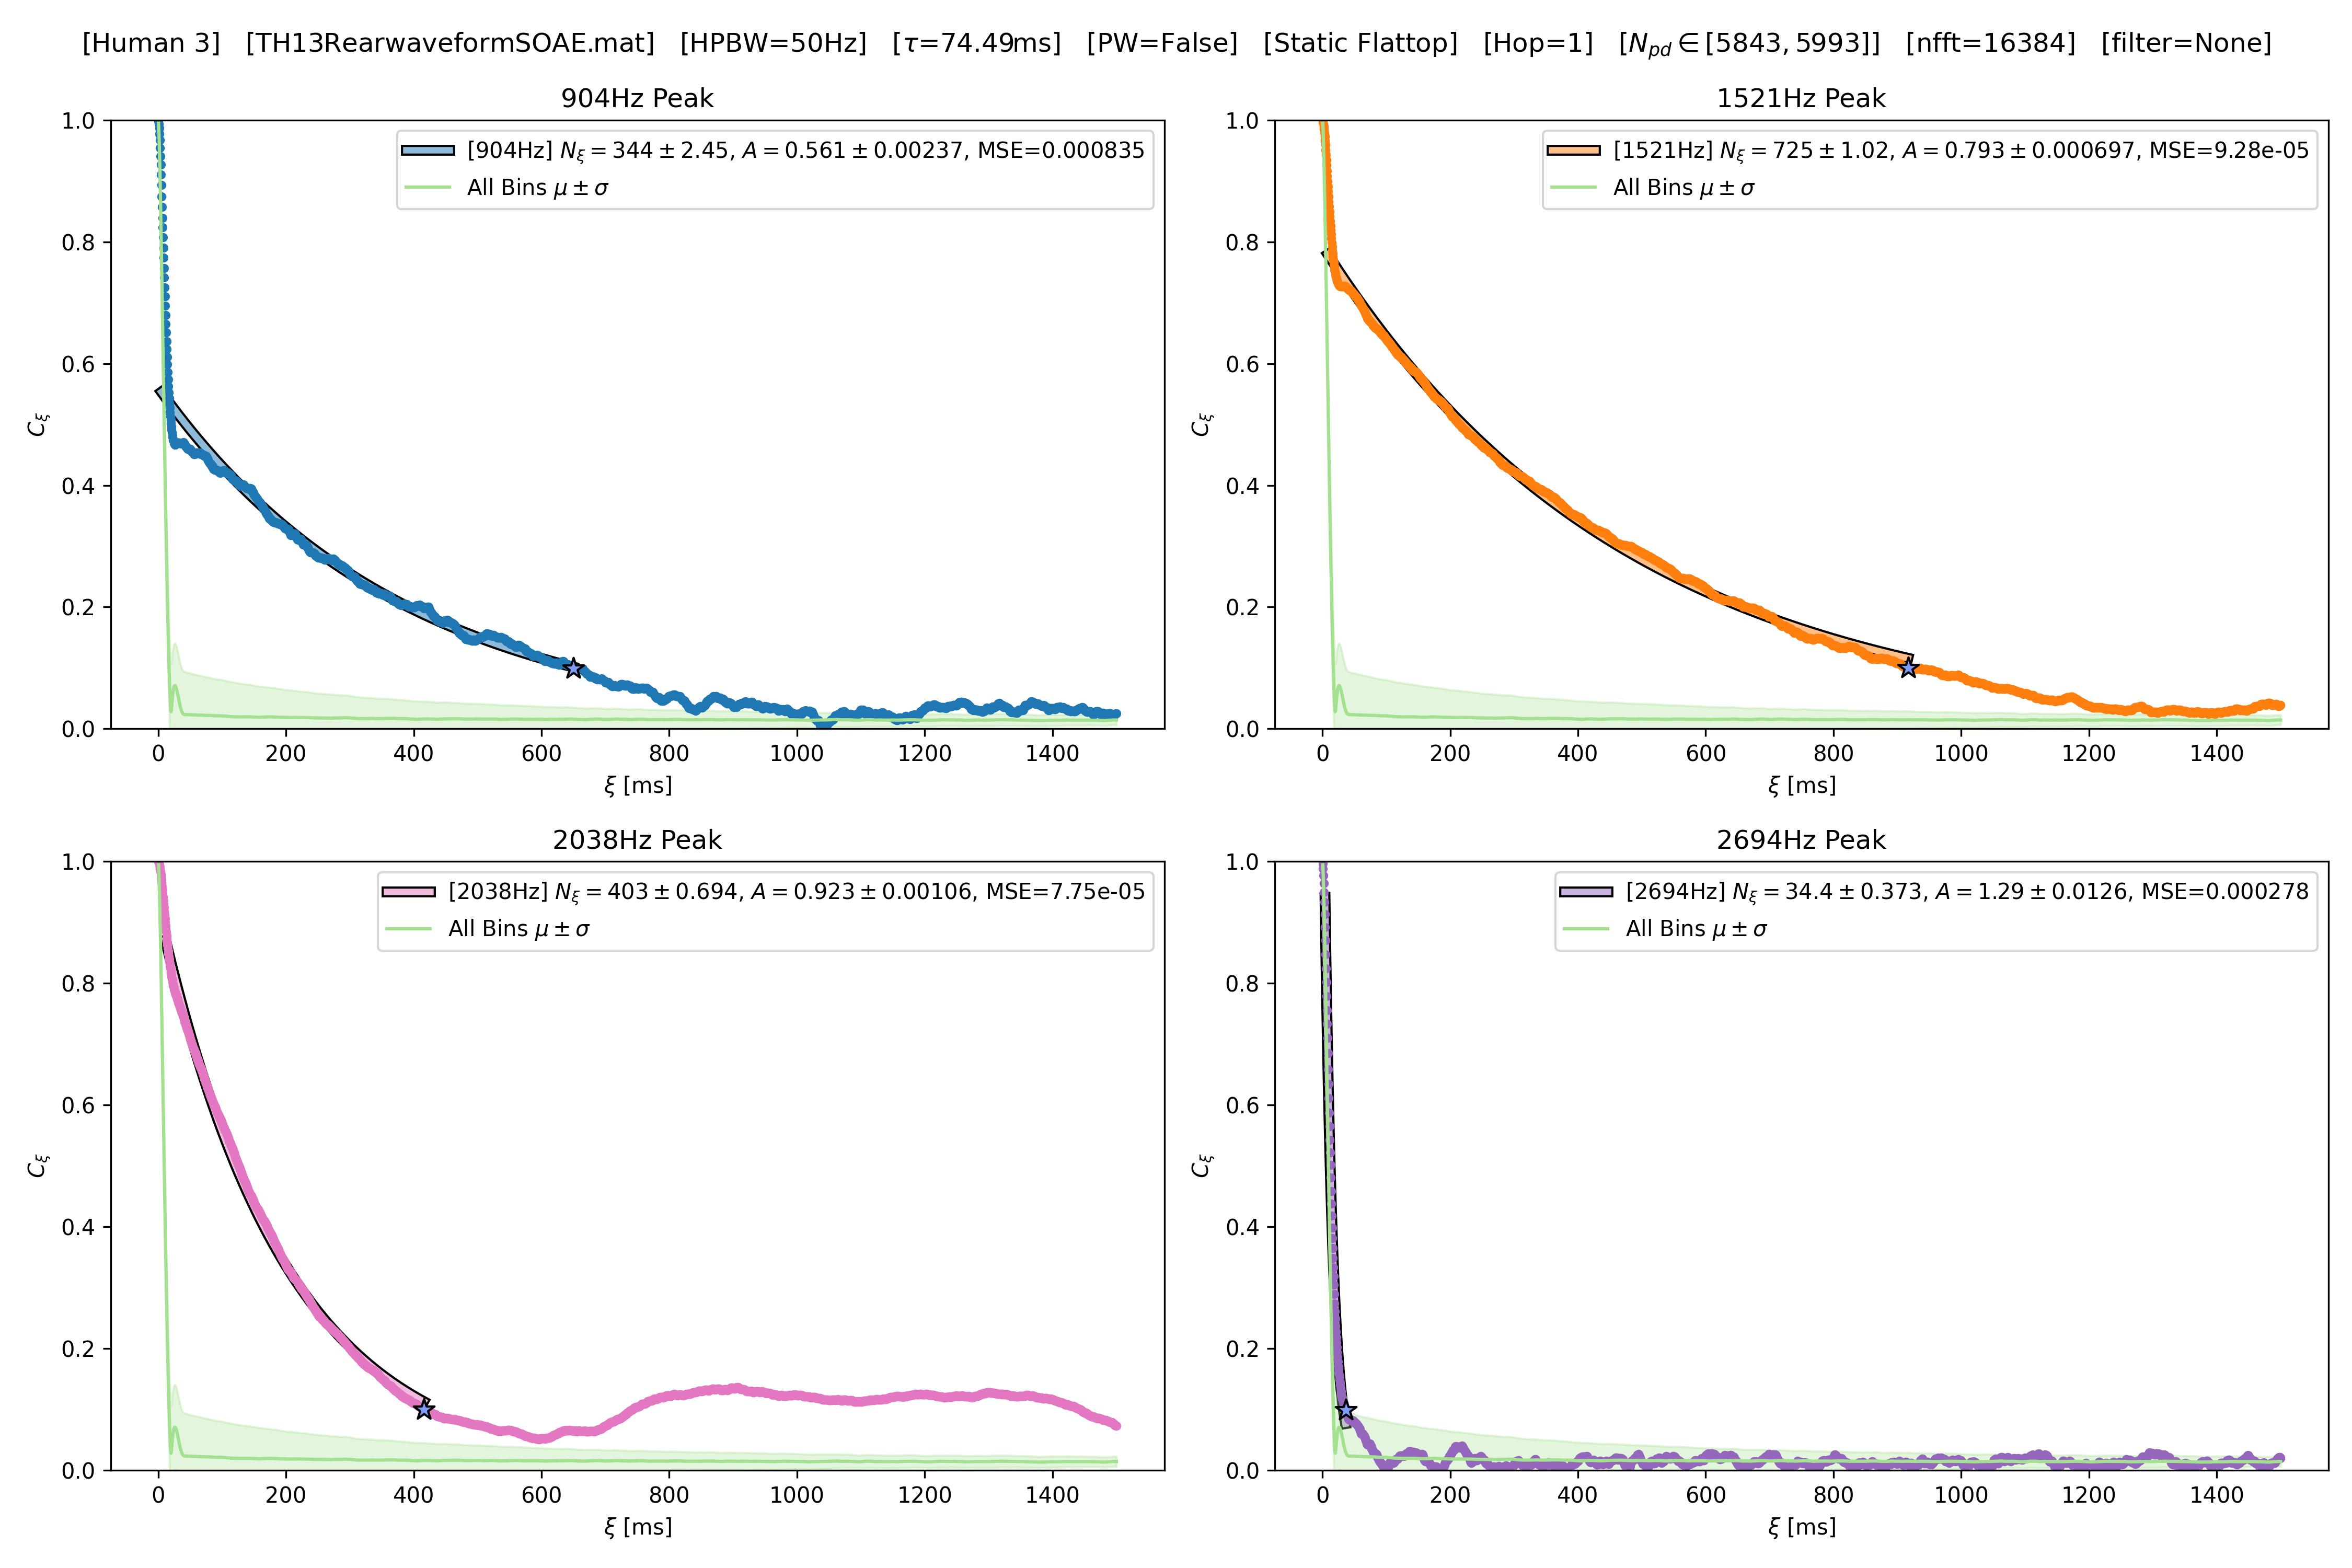 [Human 3] [TH13RearwaveformSOAE.mat] [HPBW=50Hz] [τ=74.49ms] [PW=False] [Static Flattop] [Hop=1] [N_pd ∈ [5843, 5993]] [nfft=16384] [filter=None]
904Hz Peak
[904Hz] N_ξ = 344 ± 2.45, A = 0.561 ± 0.00237, MSE=0.000835
All Bins μ ± σ
C_ξ
1.0
0.8
0.6
0.4
0.2
0.0
0 200 400 600 800 1000 1200 1400
ξ [ms]
1521Hz Peak
[1521Hz] N_ξ = 725 ± 1.02, A = 0.793 ± 0.000697, MSE=9.28e-05
All Bins μ ± σ
C_ξ
1.0
0.8
0.6
0.4
0.2
0.0
0 200 400 600 800 1000 1200 1400
ξ [ms]
2038Hz Peak
[2038Hz] N_ξ = 403 ± 0.694, A = 0.923 ± 0.00106, MSE=7.75e-05
All Bins μ ± σ
C_ξ
1.0
0.8
0.6
0.4
0.2
0.0
0 200 400 600 800 1000 1200 1400
ξ [ms]
2694Hz Peak
[2694Hz] N_ξ = 34.4 ± 0.373, A = 1.29 ± 0.0126, MSE=0.000278
All Bins μ ± σ
C_ξ
1.0
0.8
0.6
0.4
0.2
0.0
0 200 400 600 800 1000 1200 1400
ξ [ms]